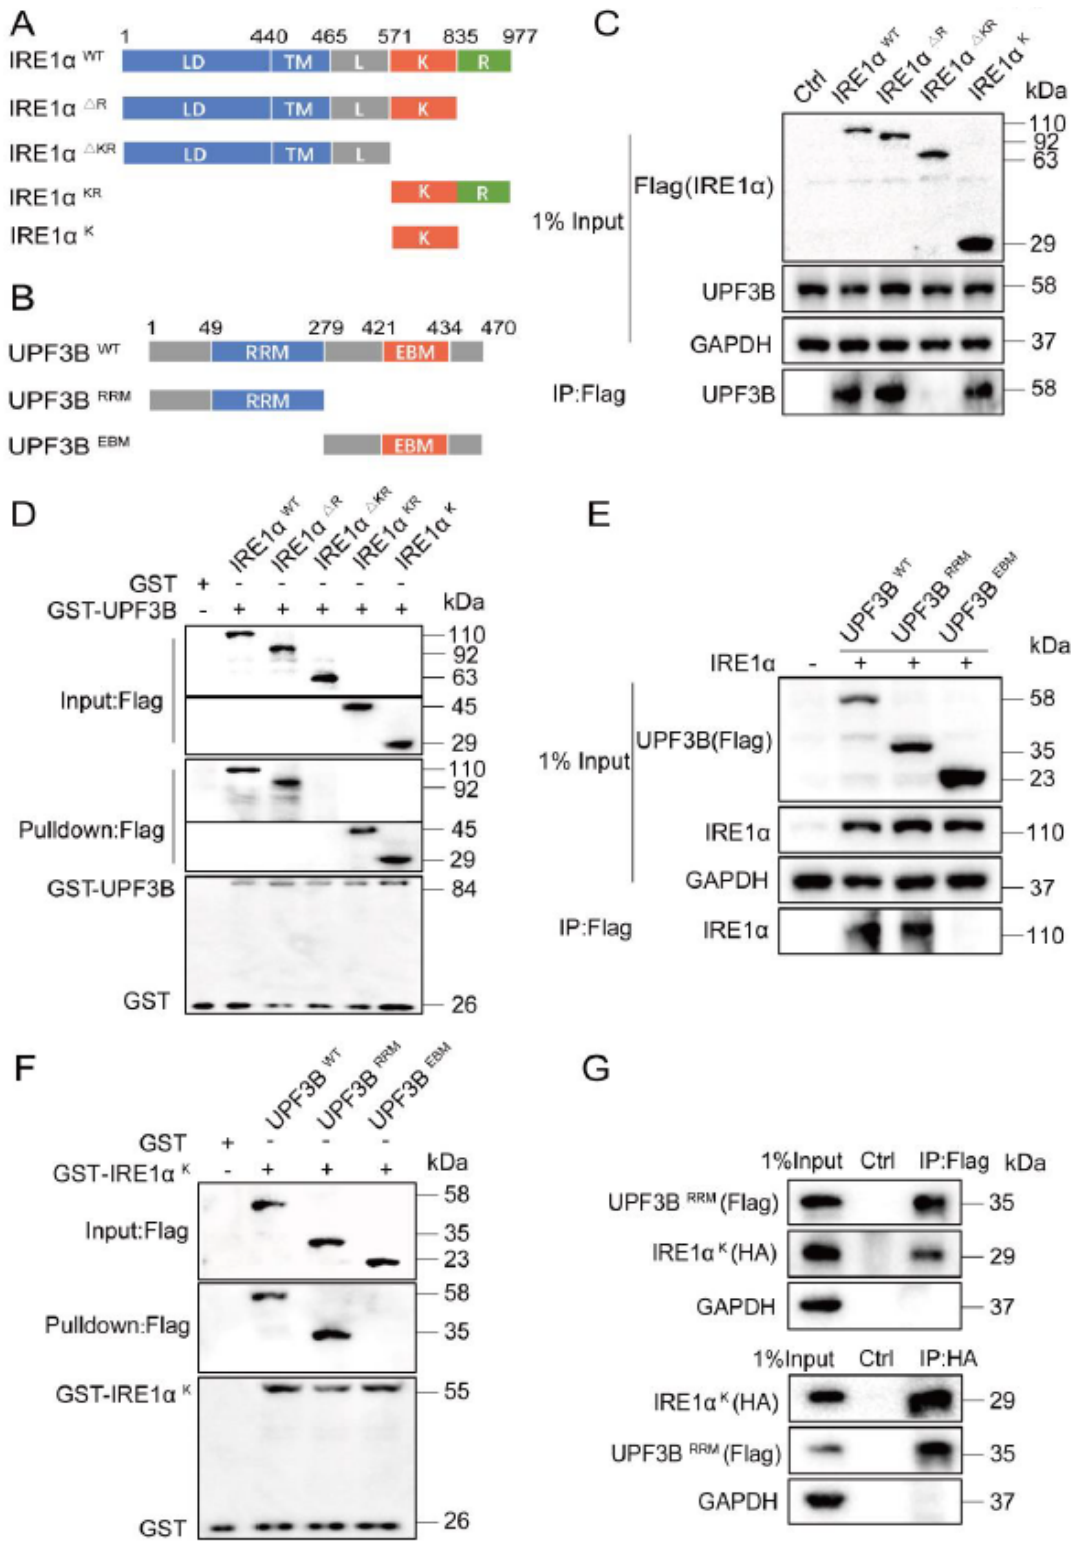 A
1 440 465 571 835 977
IRE1α WT LD TM L K R
IRE1α △R LD TM L K
IRE1α △KR LD TM L
IRE1α KR K R
IRE1α K K
B
1 49 279 421 434 470
UPF3B WT RRM EBM
UPF3B RRM RRM
UPF3B EBM EBM
C
Ctrl IRE1α WT IRE1α △R IRE1α △KR IRE1α K
kDa
1% Input
Flag(IRE1α) 110
92
63
29
UPF3B 58
GAPDH 37
IP:Flag UPF3B 58
D
IRE1α WT IRE1α △R IRE1α △KR IRE1α KR IRE1α K
GST + - - - - -
GST-UPF3B - + + + + + kDa
Input:Flag 110
92
63
45
29
Pulldown:Flag 110
92
45
29
GST-UPF3B 84
GST 26
E
UPF3B WT UPF3B RRM UPF3B EBM
kDa
IRE1α - + + +
1% Input
UPF3B(Flag) 58
35
23
IRE1α 110
GAPDH 37
IP:Flag IRE1α 110
F
UPF3B WT UPF3B RRM UPF3B EBM
GST + - - -
GST-IRE1α K - + + + kDa
Input:Flag 58
35
23
Pulldown:Flag 58
35
GST-IRE1α K 55
GST 26
G
1%Input Ctrl IP:Flag kDa
UPF3B RRM (Flag) 35
IRE1α K (HA) 29
GAPDH 37
1%Input Ctrl IP:HA
IRE1α K (HA) 29
UPF3B RRM (Flag) 35
GAPDH 37